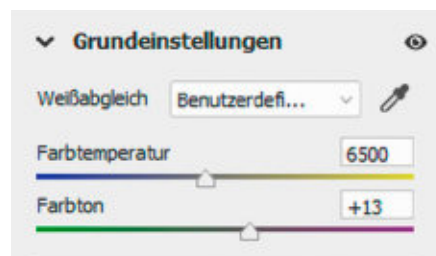 Grundeinstellungen
Weißabgleich Benutzerdefi...
Farbtemperatur 6500
Farbton +13